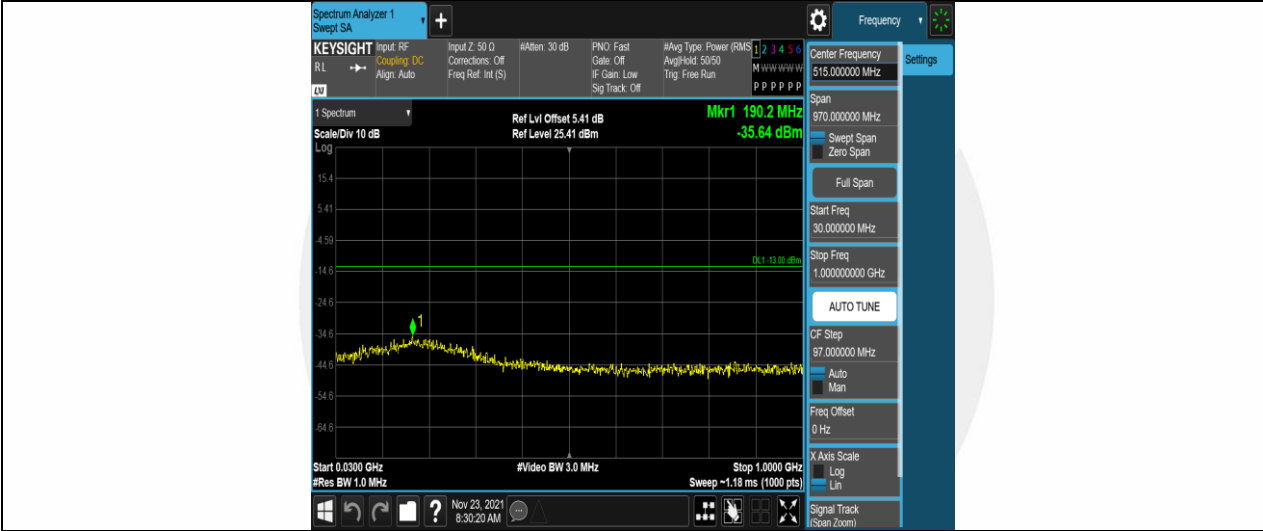 Spectrum Analyzer 1
Swept SA
+
Frequency
KEYSIGHT
RL
LXI
Input: RF
Coupling: DC
Align: Auto
Input Z: 50 Ω
Corrections: Off
Freq Ref: Int (S)
#Atten: 30 dB
PNO: Fast
Gate: Off
IF Gain: Low
Sig Track: Off
#Avg Type: Power (RMS
Avg|Hold: 50/50
Trig: Free Run
1 2 3 4 5 6
M W W W W W
P P P P P P
1 Spectrum
Scale/Div 10 dB
Log
Ref Lvl Offset 5.41 dB
Ref Level 25.41 dBm
Mkr1 190.2 MHz
-35.64 dBm
15.4
5.41
-4.59
DL1 -13.00 dBm
-14.6
-24.6
1
-34.6
-44.6
-54.6
-64.6
Start 0.0300 GHz
#Video BW 3.0 MHz
Stop 1.0000 GHz
#Res BW 1.0 MHz
Sweep ~1.18 ms (1000 pts)
Center Frequency
515.000000 MHz
Settings
Span
970.000000 MHz
Swept Span
Zero Span
Full Span
Start Freq
30.000000 MHz
Stop Freq
1.000000000 GHz
AUTO TUNE
CF Step
97.000000 MHz
Auto
Man
Freq Offset
0 Hz
X Axis Scale
Log
Lin
Signal Track
(Span Zoom)
?
Nov 23, 2021
8:30:20 AM